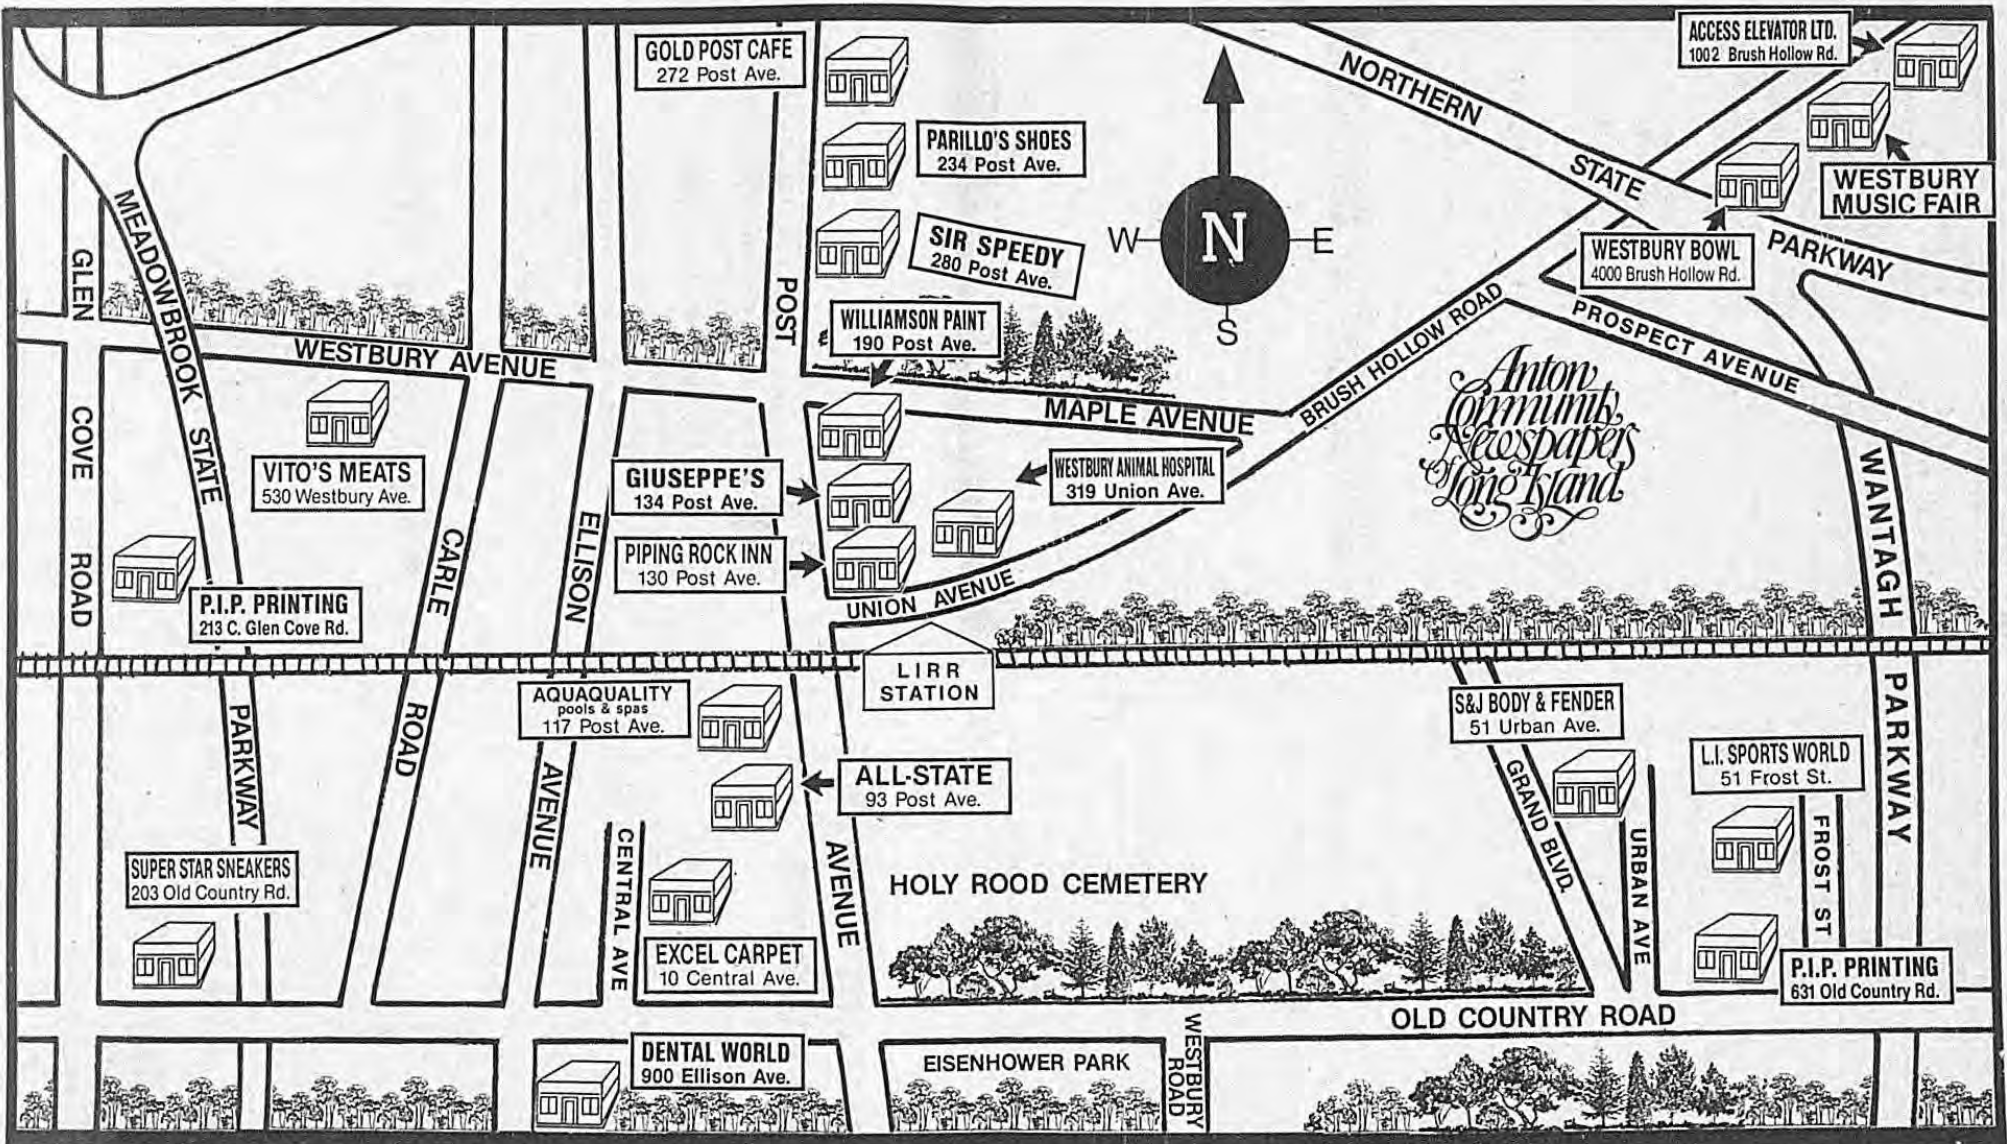 GOLD POST CAFE
272 Post Ave.
ACCESS ELEVATOR LTD.
1002 Brush Hollow Rd.
NORTHERN
STATE
PARKWAY
PARILLO'S SHOES
234 Post Ave.
WESTBURY
MUSIC FAIR
SIR SPEEDY
280 Post Ave.
N
W
E
S
WESTBURY BOWL
4000 Brush Hollow Rd.
MEADOWBROOK STATE
PARKWAY
GLEN
COVE
ROAD
POST
AVENUE
WILLIAMSON PAINT
190 Post Ave.
WESTBURY AVENUE
MAPLE AVENUE
BRUSH HOLLOW ROAD
PROSPECT AVENUE
Anton
Community
Newspapers
of Long Island
VITO'S MEATS
530 Westbury Ave.
GIUSEPPE'S
134 Post Ave.
WESTBURY ANIMAL HOSPITAL
319 Union Ave.
WANTAGH
PARKWAY
CARLE
ROAD
ELLISON
AVENUE
PIPING ROCK INN
130 Post Ave.
UNION AVENUE
P.I.P. PRINTING
213 C. Glen Cove Rd.
LIRR
STATION
AQUAQUALITY
pools & spas
117 Post Ave.
S&J BODY & FENDER
51 Urban Ave.
L.I. SPORTS WORLD
51 Frost St.
ALL-STATE
93 Post Ave.
GRAND BLVD.
URBAN AVE
FROST ST
CENTRAL AVE
SUPER STAR SNEAKERS
203 Old Country Rd.
HOLY ROOD CEMETERY
EXCEL CARPET
10 Central Ave.
P.I.P. PRINTING
631 Old Country Rd.
OLD COUNTRY ROAD
DENTAL WORLD
900 Ellison Ave.
EISENHOWER PARK
WESTBURY
ROAD